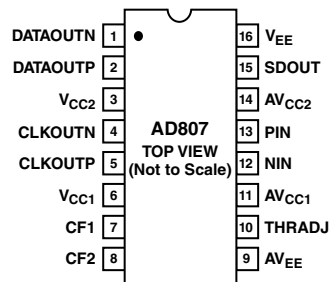 DATAOUTN 1
DATAOUTP 2
VCC2 3
CLKOUTN 4
CLKOUTP 5
VCC1 6
CF1 7
CF2 8
AD807
TOP VIEW
(Not to Scale)
16 VEE
15 SDOUT
14 AVCC2
13 PIN
12 NIN
11 AVCC1
10 THRADJ
9 AVEE